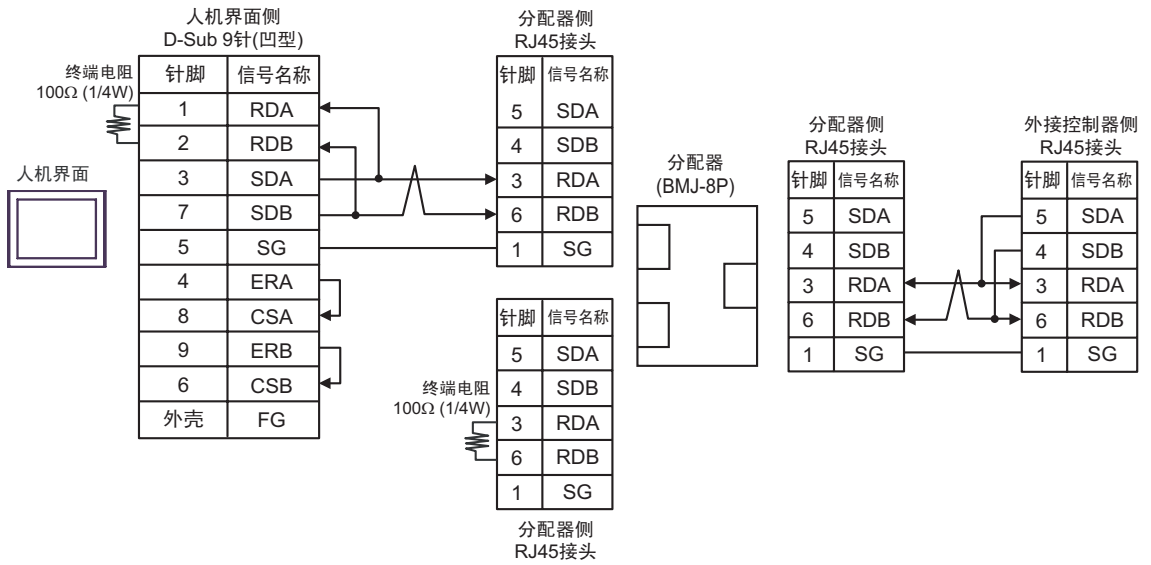 人机界面侧
D-Sub 9针(凹型)
终端电阻
100Ω (1/4W)
针脚 信号名称
1 RDA
2 RDB
3 SDA
7 SDB
5 SG
4 ERA
8 CSA
9 ERB
6 CSB
外壳 FG
人机界面
分配器侧
RJ45接头
针脚 信号名称
5 SDA
4 SDB
3 RDA
6 RDB
1 SG
终端电阻
100Ω (1/4W)
针脚 信号名称
5 SDA
4 SDB
3 RDA
6 RDB
1 SG
分配器侧
RJ45接头
分配器
(BMJ-8P)
分配器侧
RJ45接头
针脚 信号名称
5 SDA
4 SDB
3 RDA
6 RDB
1 SG
外接控制器侧
RJ45接头
针脚 信号名称
5 SDA
4 SDB
3 RDA
6 RDB
1 SG